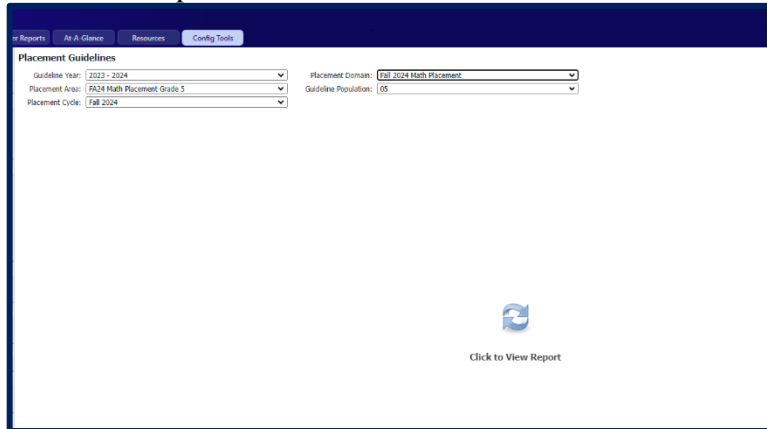 er Reports At-A-Glance Resources Config Tools
Placement Guidelines
Guideline Year: 2023 - 2024 Placement Domain: Fall 2024 Math Placement
Placement Area: FA24 Math Placement Grade 5 Guideline Population: 05
Placement Cycle: Fall 2024
Click to View Report